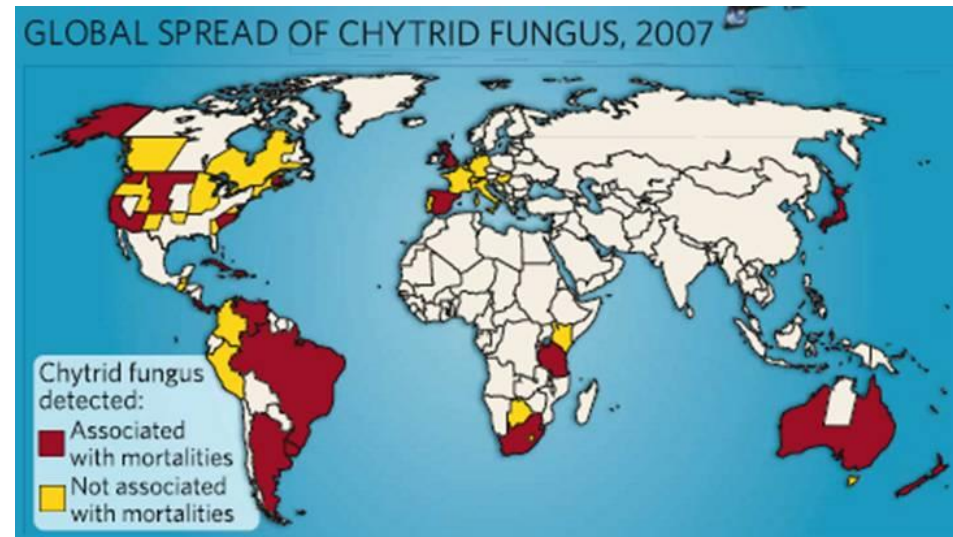 GLOBAL SPREAD OF CHYTRID FUNGUS, 2007
Chytrid fungus
detected:
Associated
with mortalities
Not associated
with mortalities